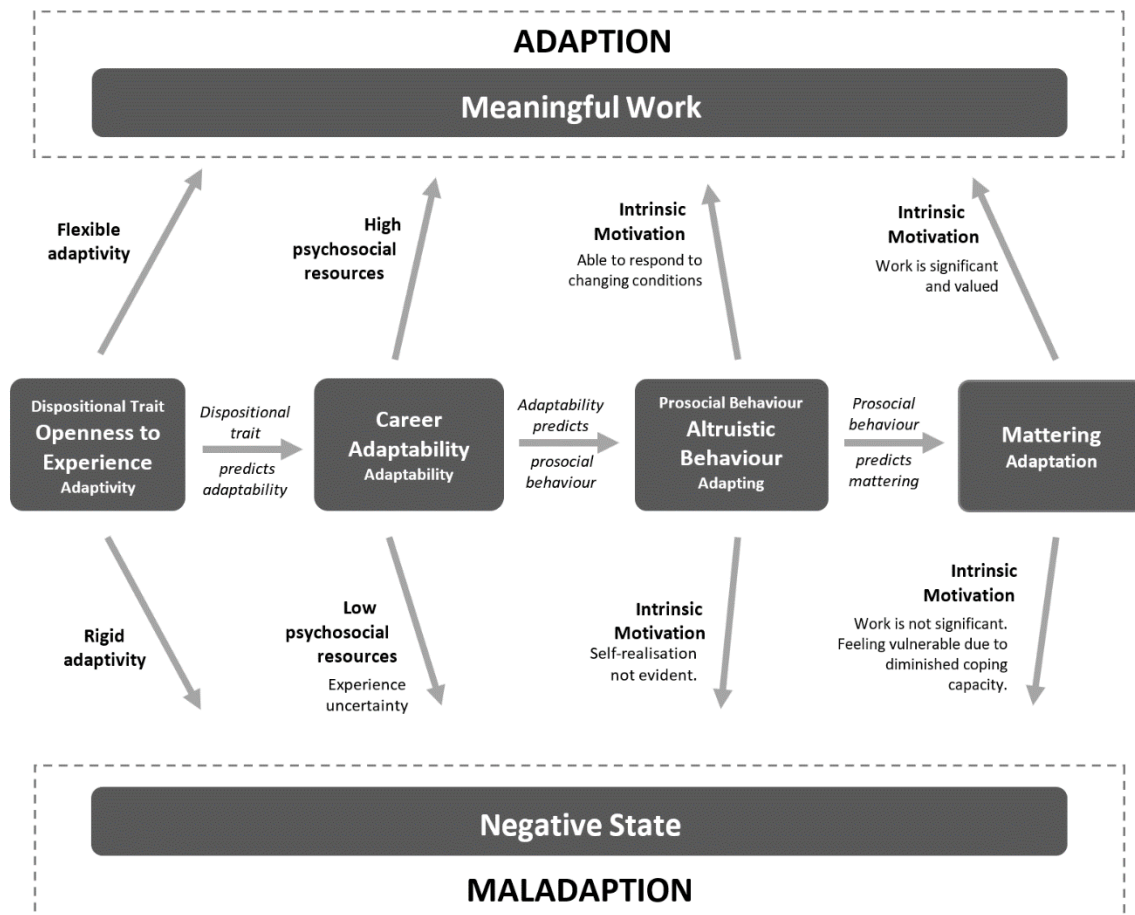 ADAPTION
Meaningful Work
Flexible
adaptivity
High
psychosocial
resources
Intrinsic
Motivation
Able to respond to
changing conditions
Intrinsic
Motivation
Work is significant
and valued
Dispositional Trait
Openness to
Experience
Adaptivity
Dispositional
trait
predicts
adaptability
Career
Adaptability
Adaptability
Adaptability
predicts
prosocial
behaviour
Prosocial Behaviour
Altruistic
Behaviour
Adapting
Prosocial
behaviour
predicts
mattering
Mattering
Adaptation
Rigid
adaptivity
Low
psychosocial
resources
Experience
uncertainty
Intrinsic
Motivation
Self-realisation
not evident.
Intrinsic
Motivation
Work is not significant.
Feeling vulnerable due to
diminished coping
capacity.
Negative State
MALADAPTION